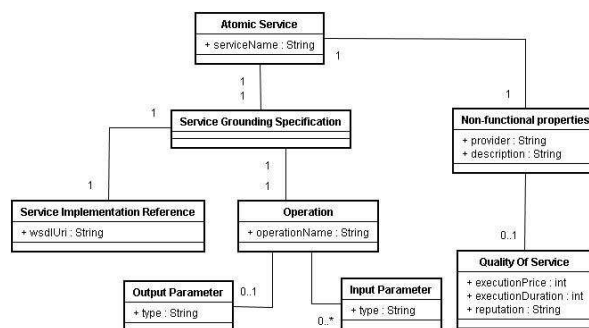 Atomic Service
+ serviceName : String
1
1
1
1
1
Service Grounding Specification
Non-functional properties
+ provider : String
+ description : String
1
1
1
Service Implementation Reference
+ wsdlUri : String
Operation
+ operationName : String
0..1
Quality Of Service
+ executionPrice : int
+ executionDuration : int
+ reputation : String
Output Parameter
+ type : String
0..1
Input Parameter
+ type : String
0..*